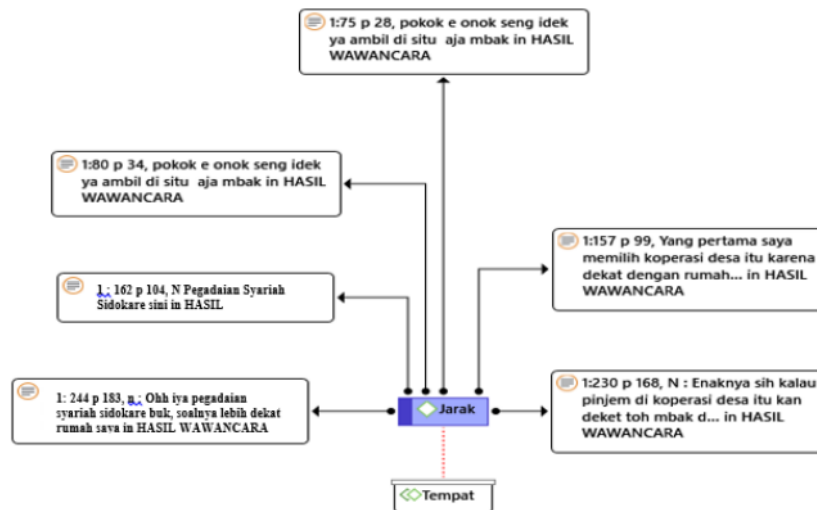 1:75 p 28, pokok e onok seng idek
ya ambil di situ aja mbak in HASIL
WAWANCARA
1:80 p 34, pokok e onok seng idek
ya ambil di situ aja mbak in HASIL
WAWANCARA
1:157 p 99, Yang pertama saya
memilih koperasi desa itu karena
dekat dengan rumah... in HASIL
WAWANCARA
1 : 162 p 104, N Pegadaian Syariah
Sidokare sini in HASIL
1: 244 p 183, n : Ohh iya pegadaian
syariah sidokare buk, soalnya lebih dekat
rumah saya in HASIL WAWANCARA
1:230 p 168, N : Enaknya sih kalau
pinjem di koperasi desa itu kan
deket toh mbak d... in HASIL
WAWANCARA
Jarak
Tempat